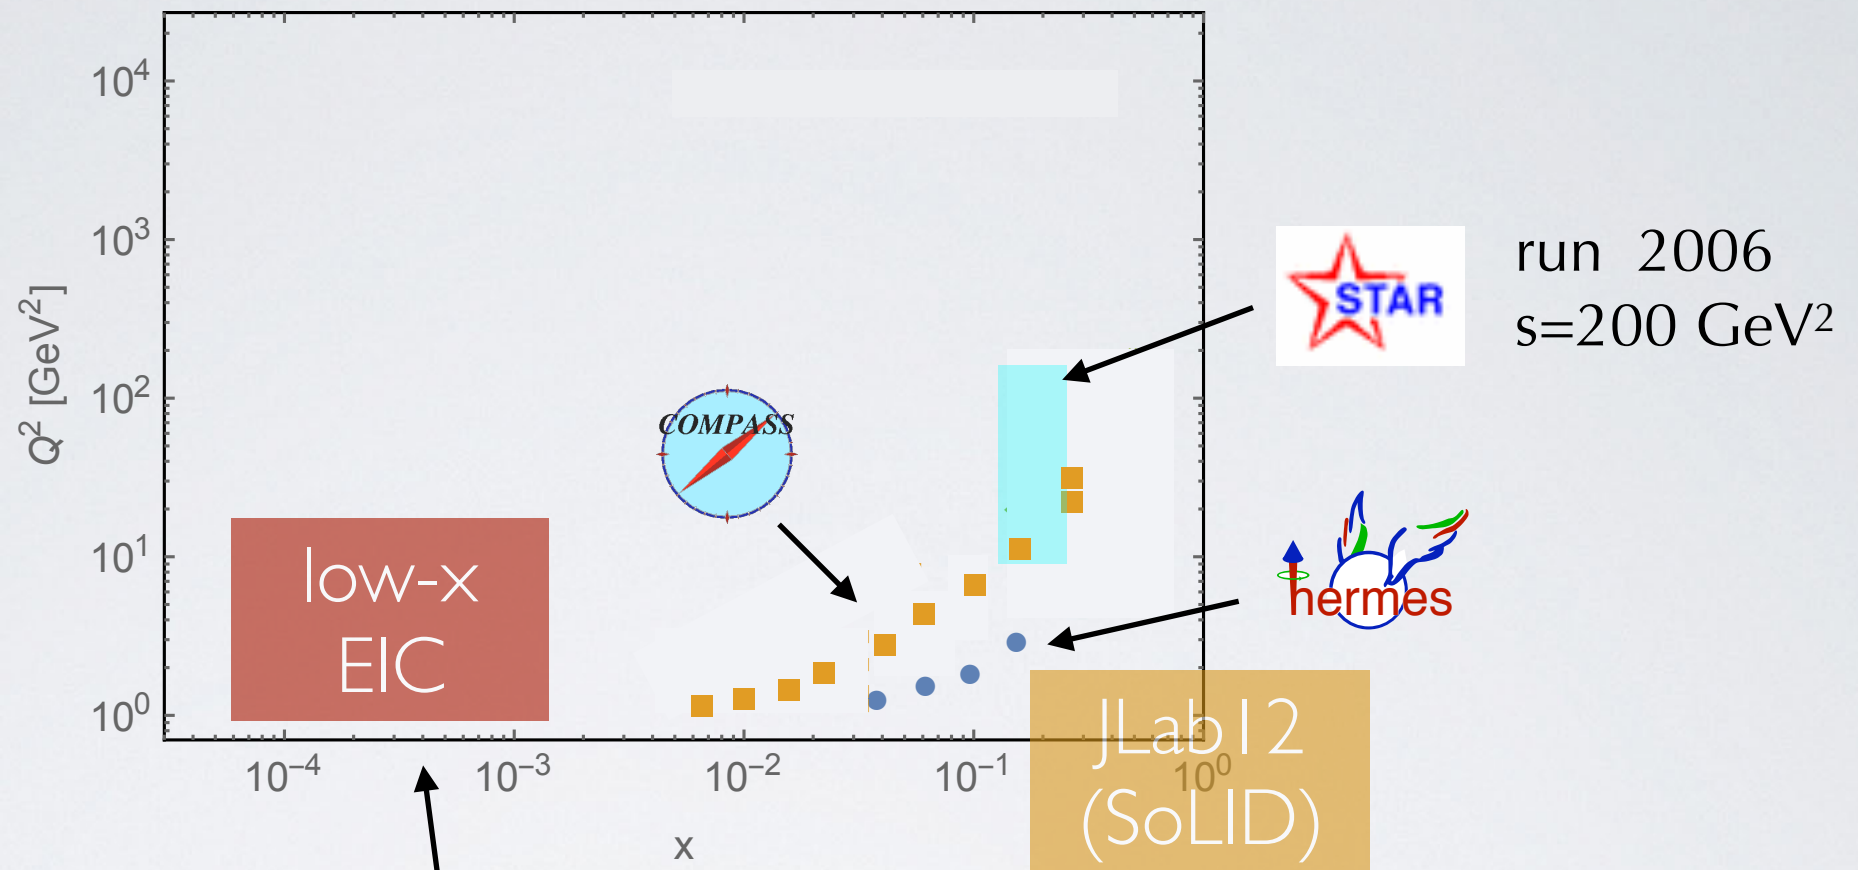 10⁴
10³
10²
10¹
10⁰
Q² [GeV²]
10⁻⁴
10⁻³
10⁻²
10⁻¹
10⁰
x
COMPASS
STAR
run 2006
s=200 GeV²
hermes
low-x
EIC
JLab12
(SoLID)